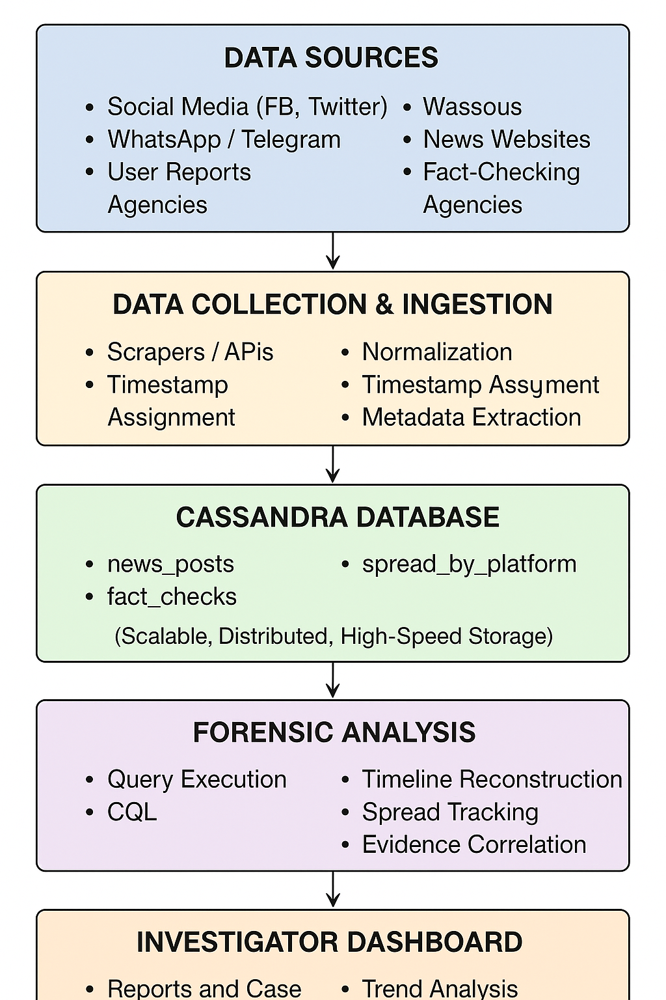 DATA SOURCES
• Social Media (FB, Twitter)
• WhatsApp / Telegram
• User Reports
Agencies
• Wassous
• News Websites
• Fact-Checking
Agencies
DATA COLLECTION & INGESTION
• Scrapers / APis
• Timestamp
Assignment
• Normalization
• Timestamp Assyment
• Metadata Extraction
CASSANDRA DATABASE
• news_posts
• fact_checks
• spread_by_platform
(Scalable, Distributed, High-Speed Storage)
FORENSIC ANALYSIS
• Query Execution
• CQL
• Timeline Reconstruction
• Spread Tracking
• Evidence Correlation
INVESTIGATOR DASHBOARD
• Reports and Case
• Trend Analysis